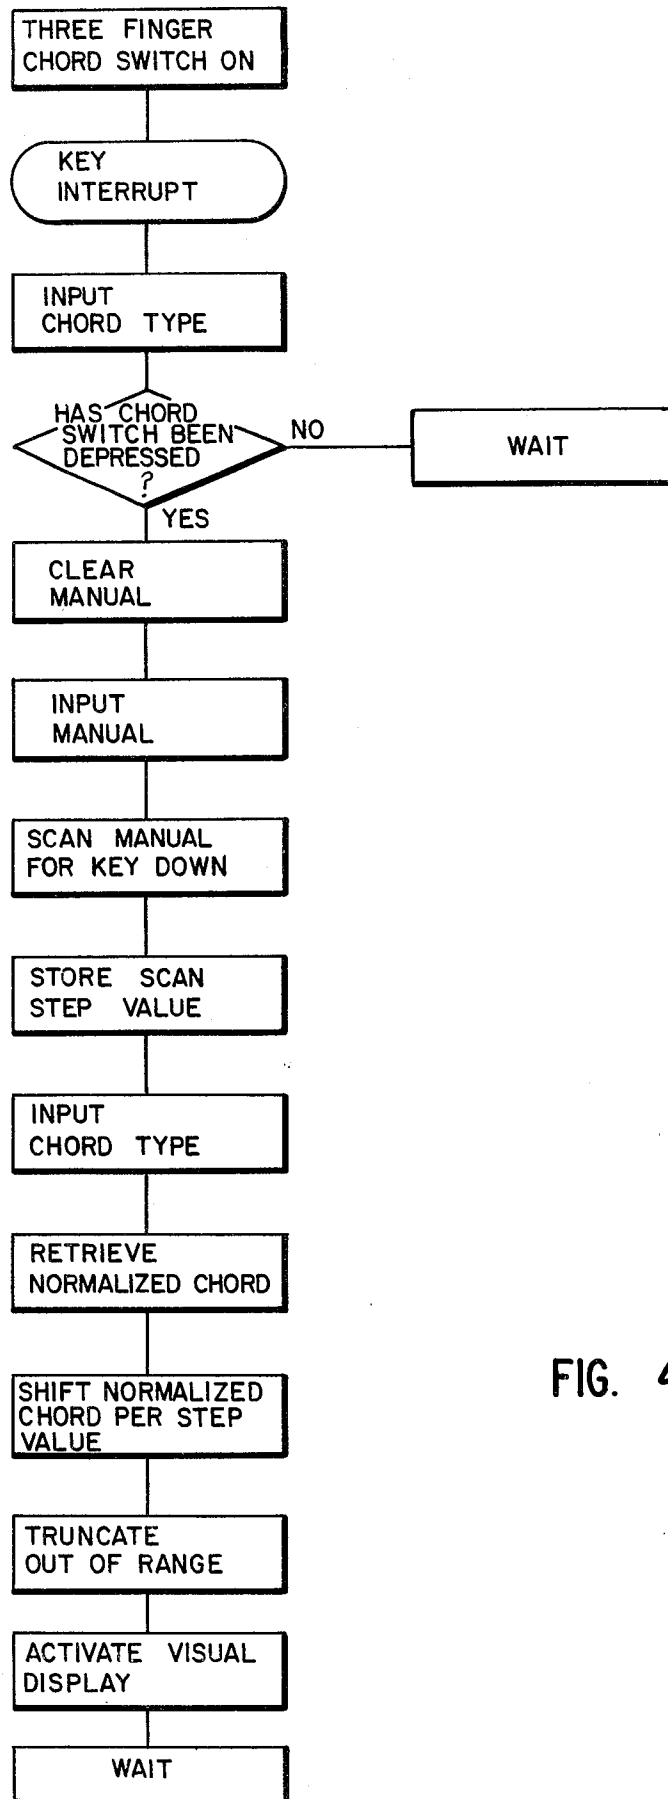 THREE FINGER
CHORD SWITCH ON
KEY
INTERRUPT
INPUT
CHORD TYPE
HAS CHORD
SWITCH BEEN
DEPRESSED
?
NO
WAIT
YES
CLEAR
MANUAL
INPUT
MANUAL
SCAN MANUAL
FOR KEY DOWN
STORE SCAN
STEP VALUE
INPUT
CHORD TYPE
RETRIEVE
NORMALIZED CHORD
SHIFT NORMALIZED
CHORD PER STEP
VALUE
TRUNCATE
OUT OF RANGE
ACTIVATE VISUAL
DISPLAY
WAIT
FIG. 4